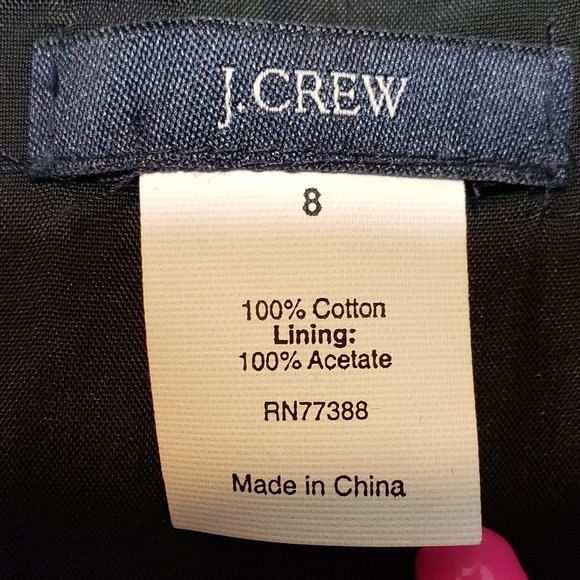 J.CREW
8
100% Cotton
Lining:
100% Acetate
RN77388
Made in China